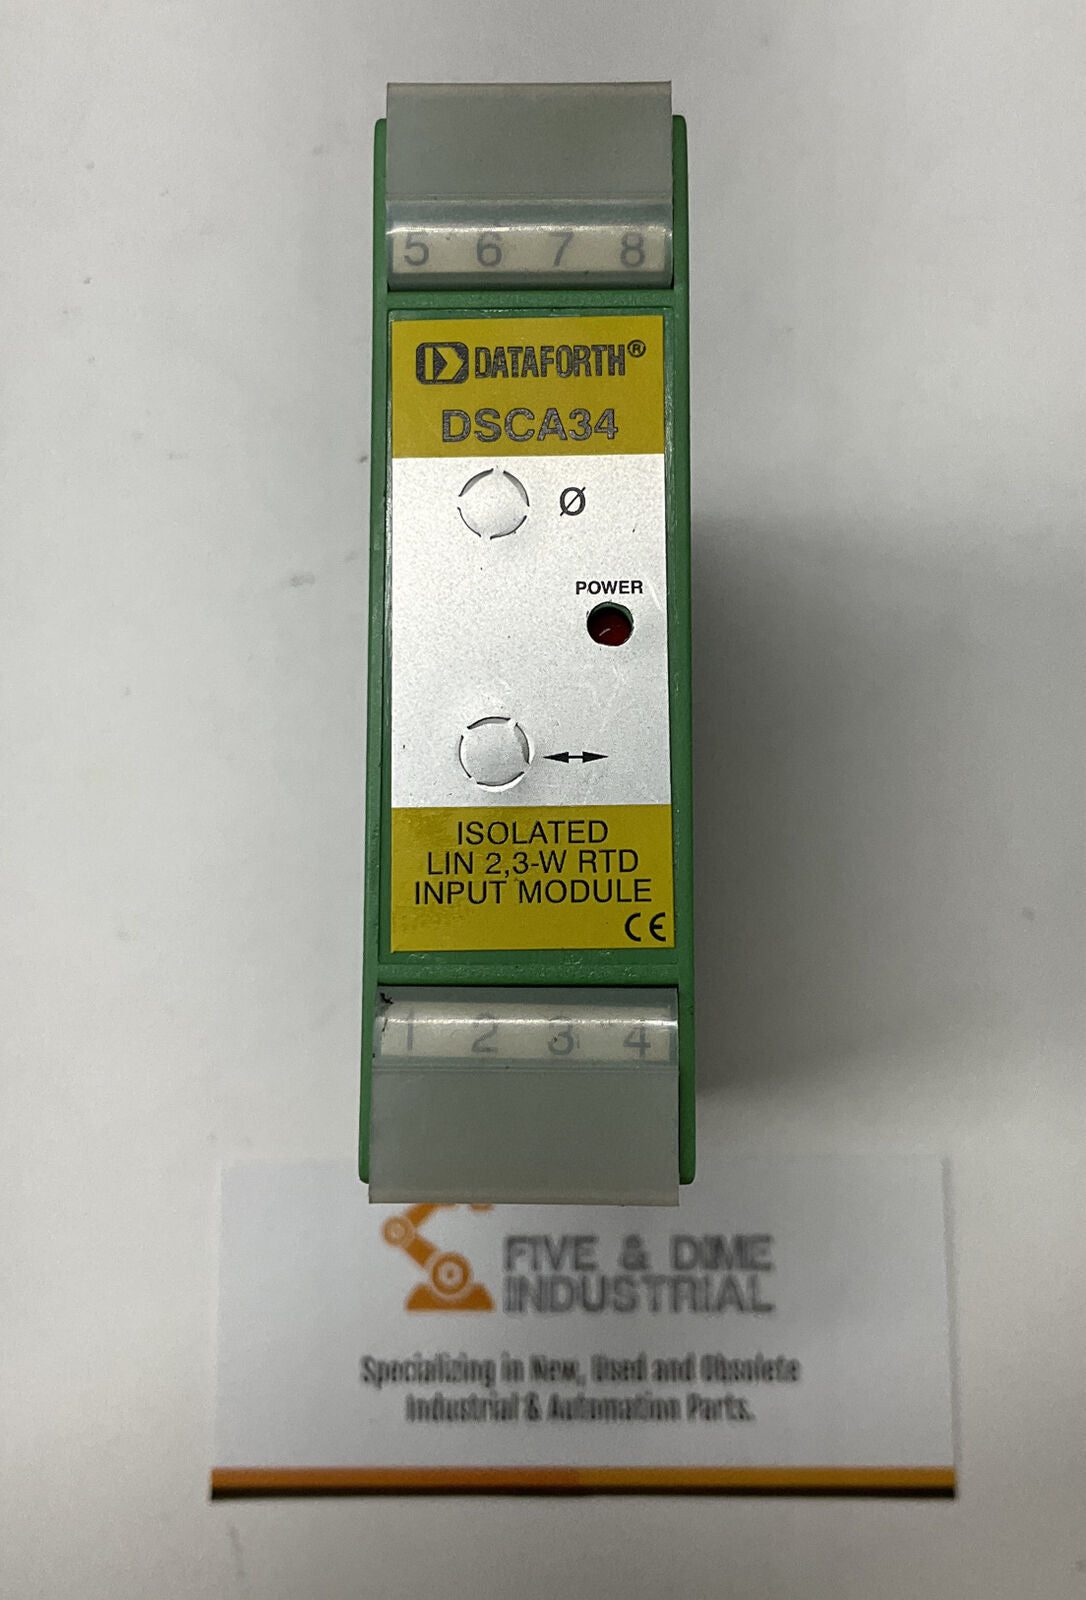 5 6 7 8
DATAFORTH®
DSCA34
Ø
POWER
ISOLATED
LIN 2,3-W RTD
INPUT MODULE
CE
1 2 3 4
FIVE & DIME
INDUSTRIAL
Specializing in New, Used and Obsolete
Industrial & Automation Parts.